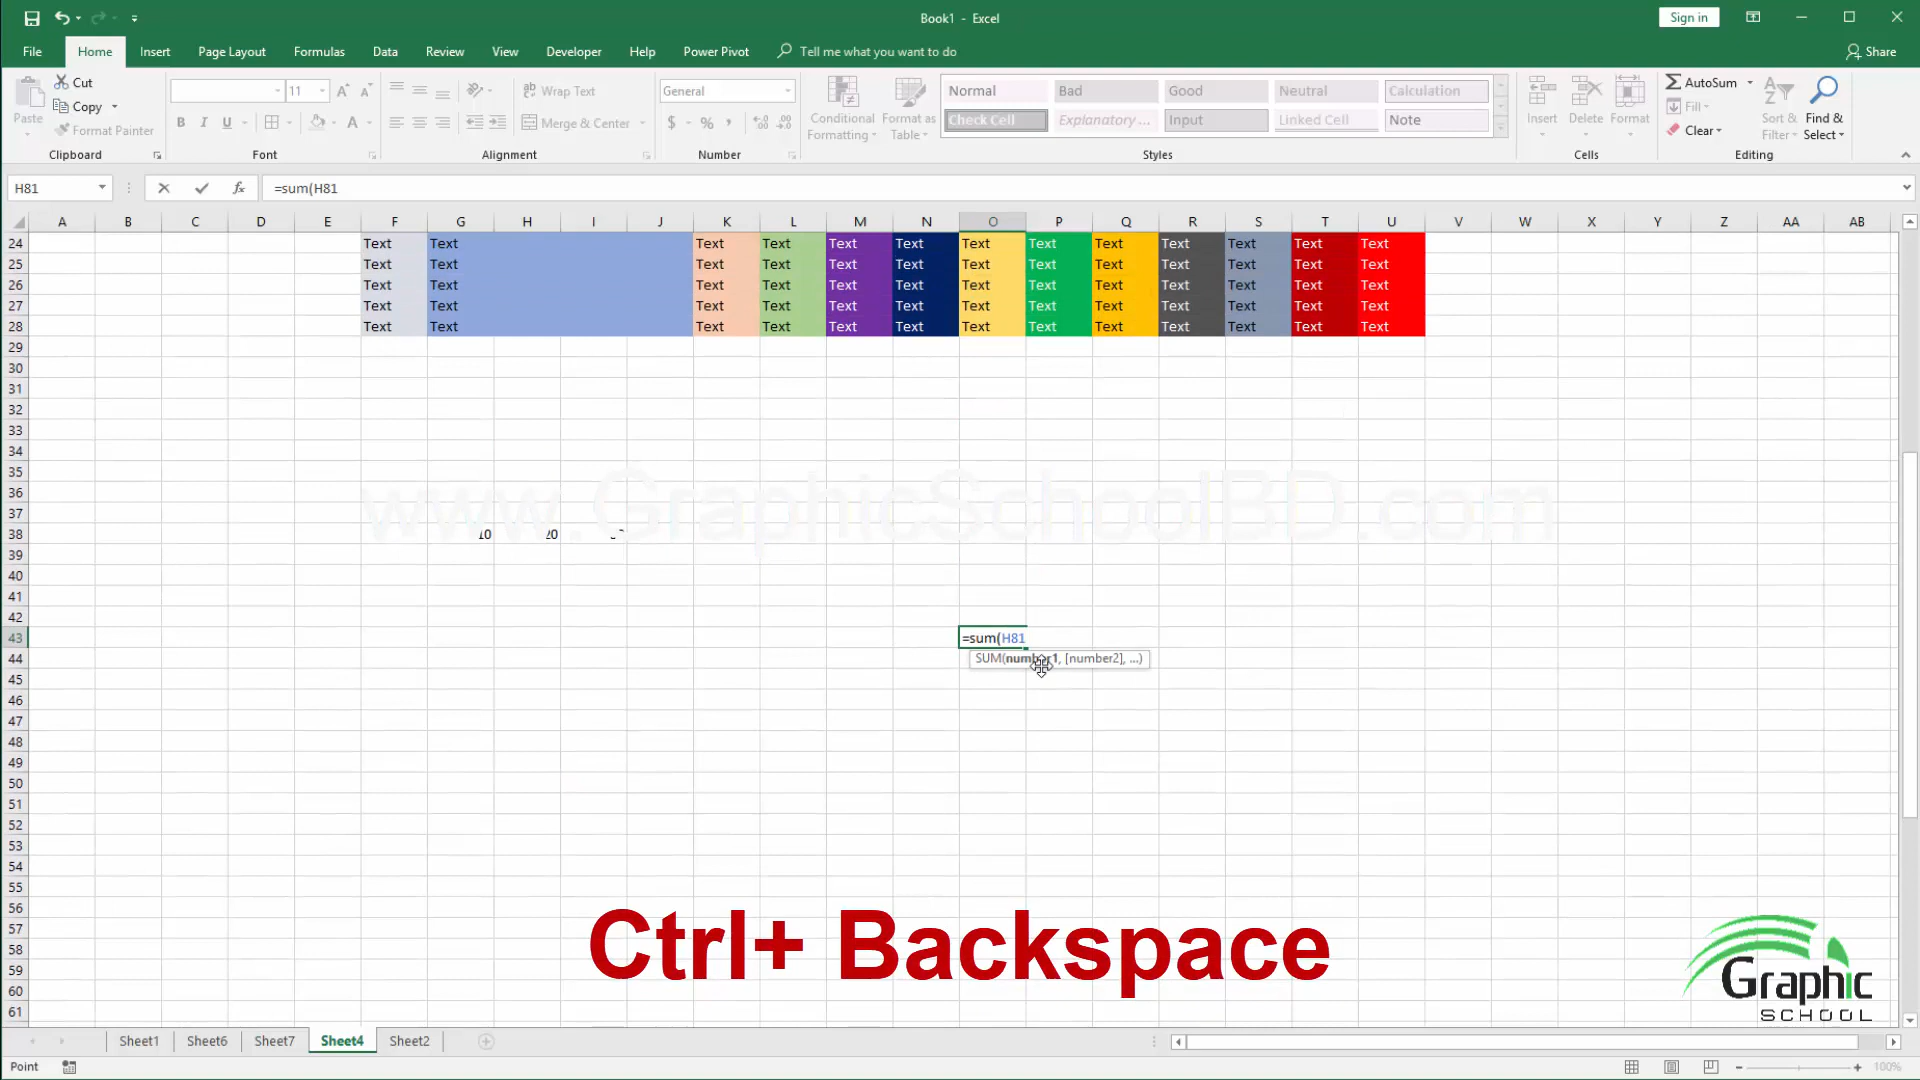 Book1 - Excel
Sign in
File Home Insert Page Layout Formulas Data Review View Developer Help Power Pivot Tell me what you want to do
Share
Paste
Cut
Copy
Format Painter
Clipboard
11
B I U
Font
Wrap Text
Merge & Center
Alignment
General
$ % ,
Number
Conditional Formatting
Format as Table
Normal Bad Good Neutral Calculation
Check Cell Explanatory ... Input Linked Cell Note
Styles
Insert Delete Format
Cells
AutoSum
Fill
Clear
Sort & Filter
Find & Select
Editing
H81 fx =sum(H81
A B C D E F G H I J K L M N O P Q R S T U V W X Y Z AA AB
24 Text Text Text Text Text Text Text Text Text Text Text Text Text
25 Text Text Text Text Text Text Text Text Text Text Text Text Text
26 Text Text Text Text Text Text Text Text Text Text Text Text Text
27 Text Text Text Text Text Text Text Text Text Text Text Text Text
28 Text Text Text Text Text Text Text Text Text Text Text Text Text
29
30
31
32
33
34
35
36
www.GraphicSchoolBD.com
37
38 10 20
39
40
41
42
43 =sum(H81
44 SUM(number1, [number2], ...)
45
46
47
48
49
50
51
52
53
54
55
56
57
Ctrl+ Backspace
58
59
60
61
Graphic
SCHOOL
Sheet1 Sheet6 Sheet7 Sheet4 Sheet2
Point
100%